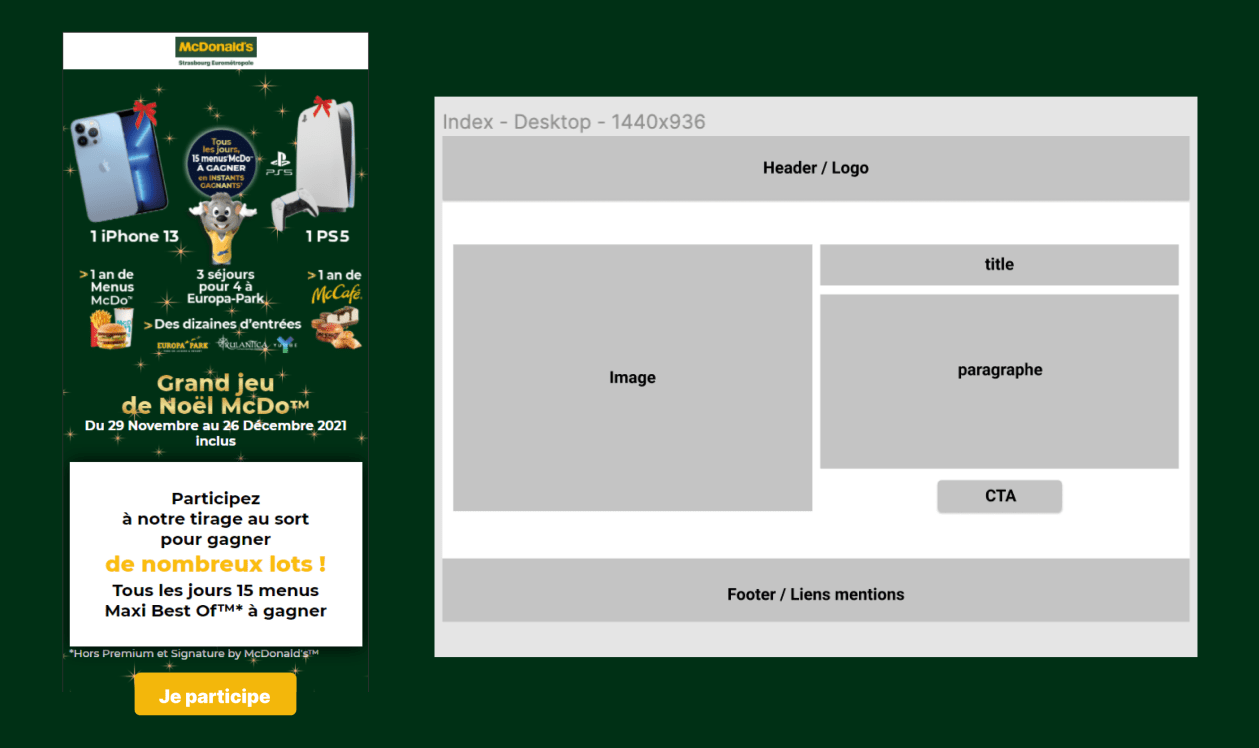 McDonald's
Strasbourg Eurométropole
Tous
les jours,
15 menus McDo™
À GAGNER
en INSTANTS
GAGNANTS*
PS5
1 iPhone 13
1 PS5
>1 an de
Menus
McDo™
3 séjours
pour 4 à
Europa-Park
>1 an de
McCafé
>Des dizaines d'entrées
EUROPA PARK
RULANTICA
Grand jeu
de Noël McDo™
Du 29 Novembre au 26 Décembre 2021
inclus
Participez
à notre tirage au sort
pour gagner
de nombreux lots !
Tous les jours 15 menus
Maxi Best Of™* à gagner
*Hors Premium et Signature by McDonald's™
Je participe
Index - Desktop - 1440x936
Header / Logo
Image
title
paragraphe
CTA
Footer / Liens mentions